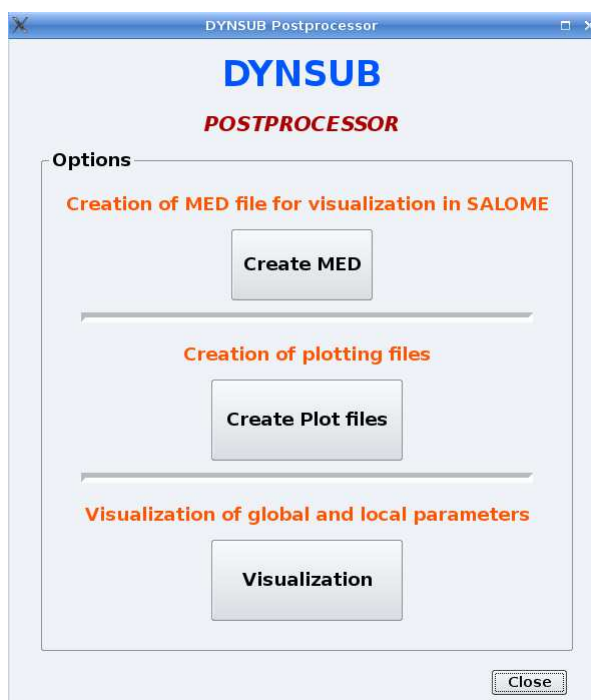 DYNSUB Postprocessor
DYNSUB
POSTPROCESSOR
Options
Creation of MED file for visualization in SALOME
Create MED
Creation of plotting files
Create Plot files
Visualization of global and local parameters
Visualization
Close